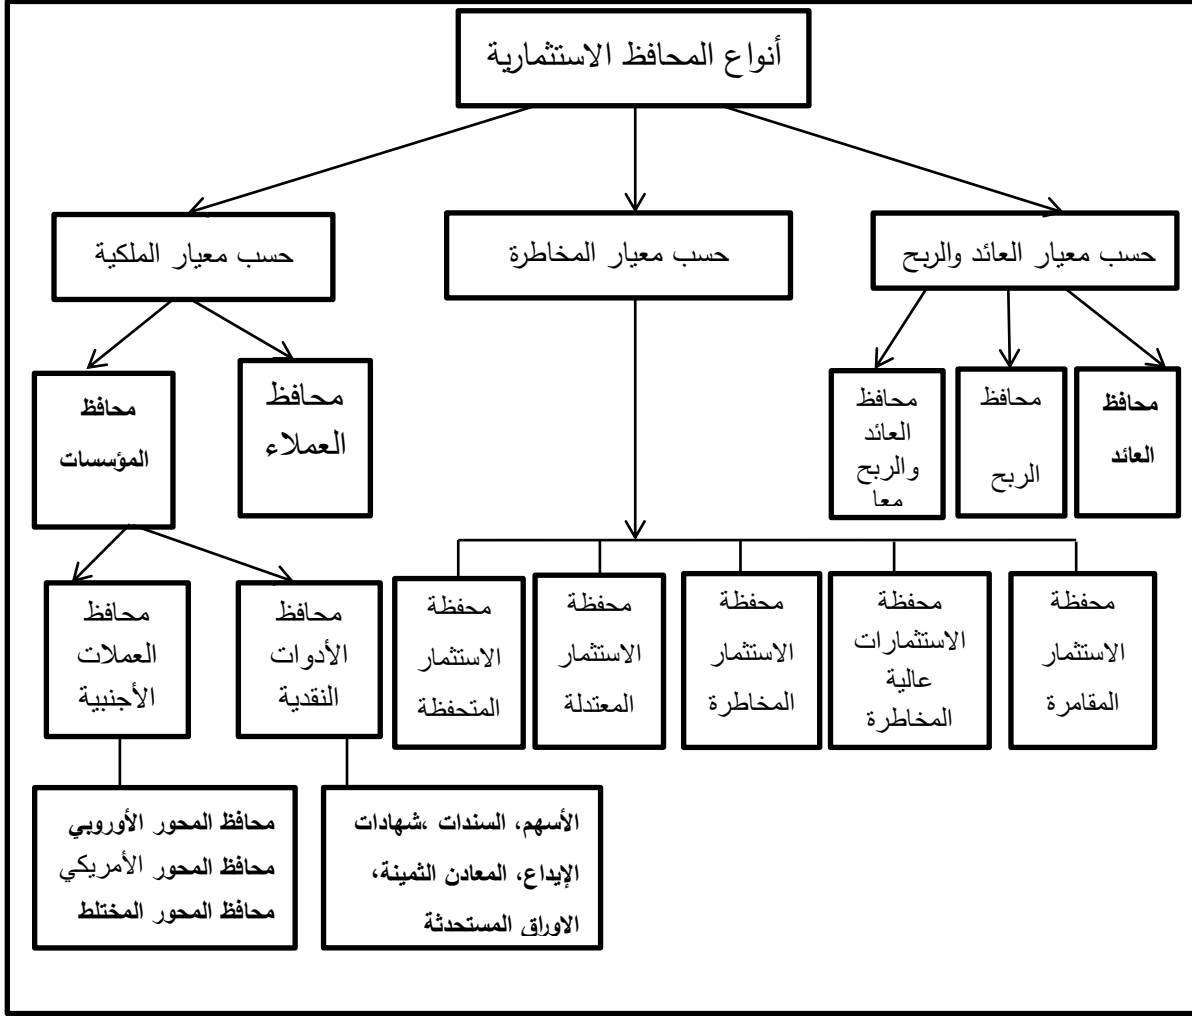 أنواع المحافظ الاستثمارية
حسب معيار العائد والربح
حسب معيار المخاطرة
حسب معيار الملكية
محافظ
العائد
محافظ
الربح
محافظ
العائد
والربح
معا
محافظ
العملاء
محافظ
المؤسسات
محفظة
الاستثمار
المقامرة
محفظة
الاستثمارات
عالية
المخاطرة
محفظة
الاستثمار
المخاطرة
محفظة
الاستثمار
المعتدلة
محفظة
الاستثمار
المتحفظة
محافظ
الأدوات
النقدية
محافظ
العملات
الأجنبية
الأسهم، السندات ،شهادات
الإيداع، المعادن الثمينة،
الاوراق المستحدثة
محافظ المحور الأوروبي
محافظ المحور الأمريكي
محافظ المحور المختلط